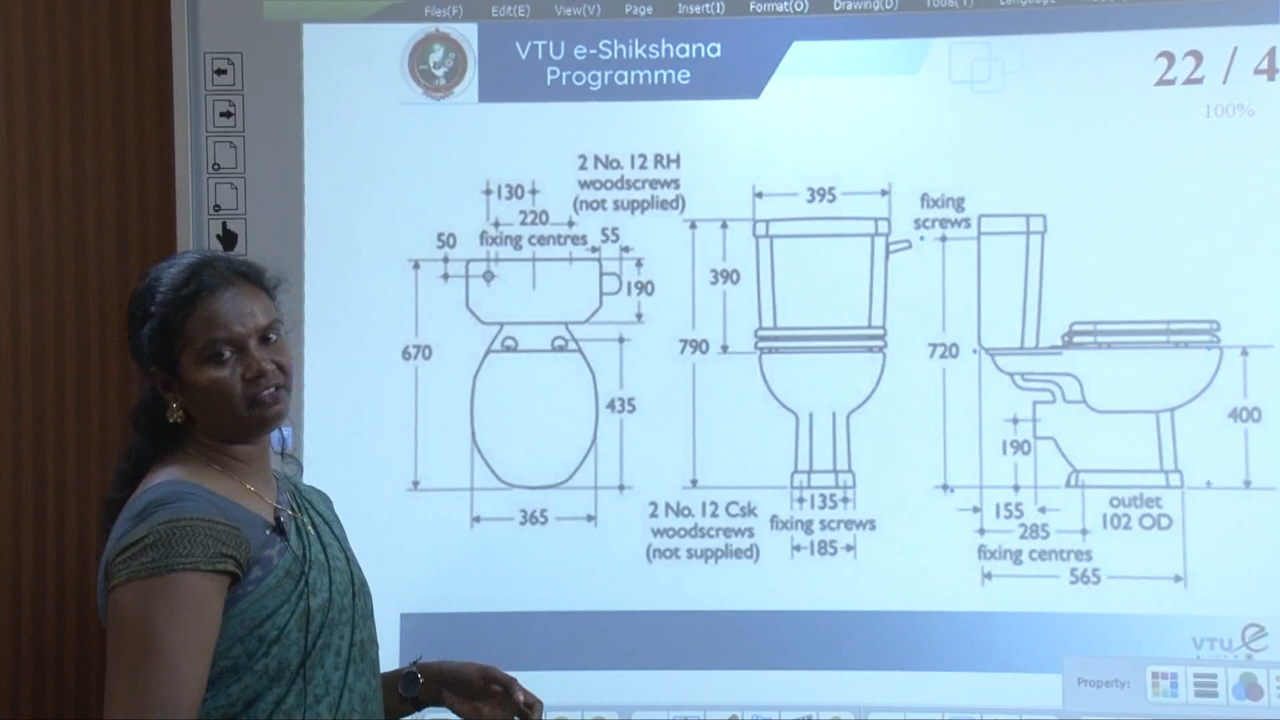 Files(F) Edit(E) View(V) Page Insert(I) Format(O) Drawing(D) Tools(T) Language
VTU e-Shikshana
Programme
22 / 4
100%
2 No. 12 RH
woodscrews
(not supplied)
130
220
fixing centres
55
50
190
670
435
365
395
390
790
2 No. 12 Csk
woodscrews
(not supplied)
135
fixing screws
185
fixing
screws
720
190
400
155
285
fixing centres
565
outlet
102 OD
VTU e
Property: